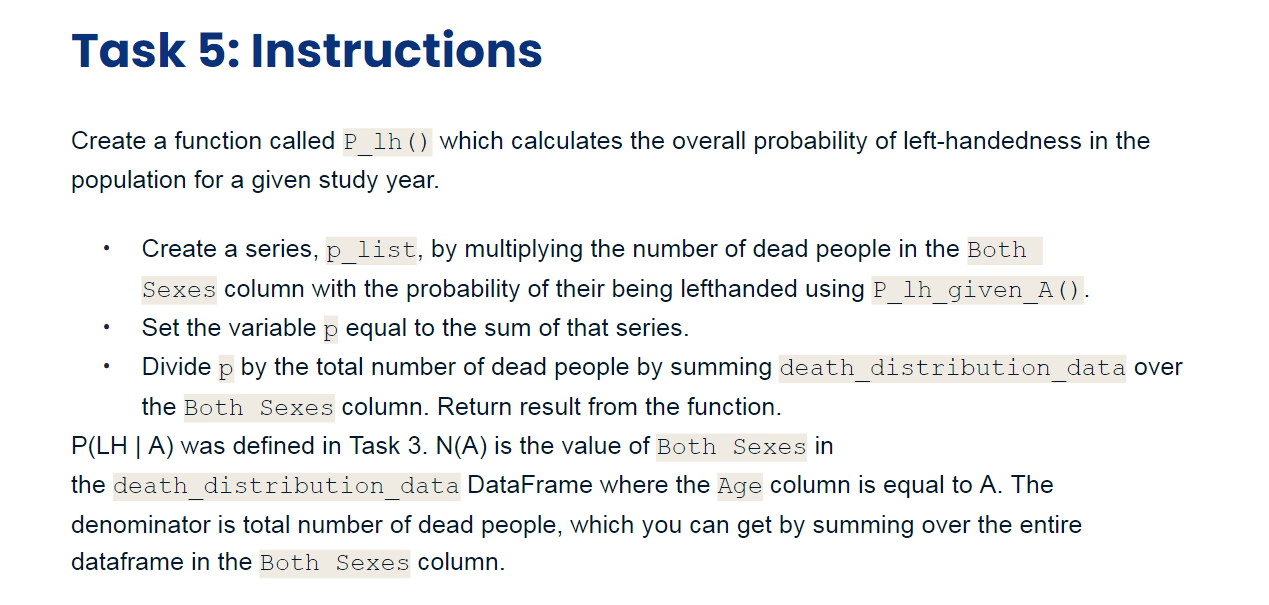 Task 5: Instructions
Create a function called P_lh() which calculates the overall probability of left-handedness in the
population for a given study year.
• Create a series, p_list, by multiplying the number of dead people in the Both
Sexes column with the probability of their being lefthanded using P_lh_given_A().
• Set the variable p equal to the sum of that series.
• Divide p by the total number of dead people by summing death_distribution_data over
the Both Sexes column. Return result from the function.
P(LH | A) was defined in Task 3. N(A) is the value of Both Sexes in
the death_distribution_data DataFrame where the Age column is equal to A. The
denominator is total number of dead people, which you can get by summing over the entire
dataframe in the Both Sexes column.